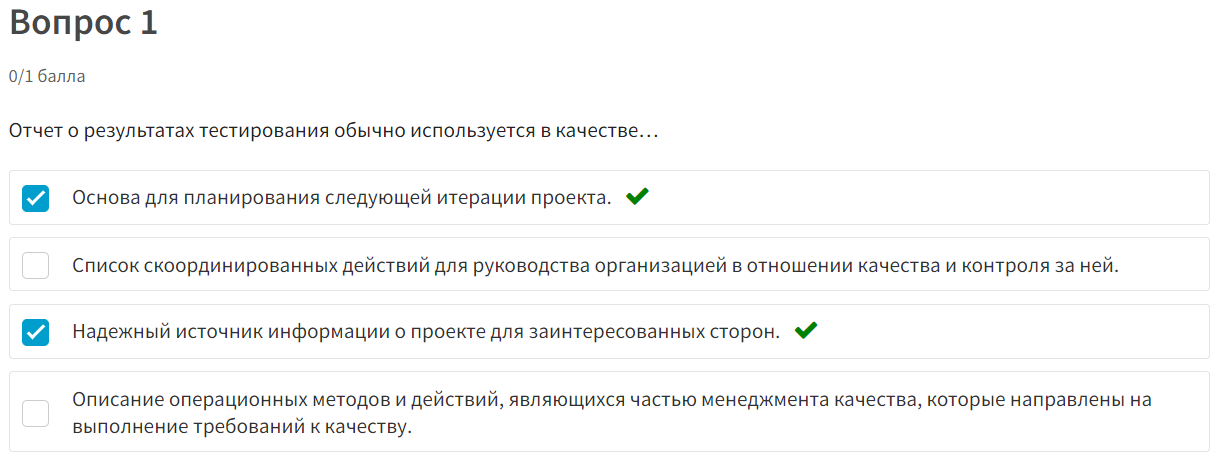 Вопрос 1
0/1 балла
Отчет о результатах тестирования обычно используется в качестве…
Основа для планирования следующей итерации проекта.
Список скоординированных действий для руководства организацией в отношении качества и контроля за ней.
Надежный источник информации о проекте для заинтересованных сторон.
Описание операционных методов и действий, являющихся частью менеджмента качества, которые направлены на
выполнение требований к качеству.